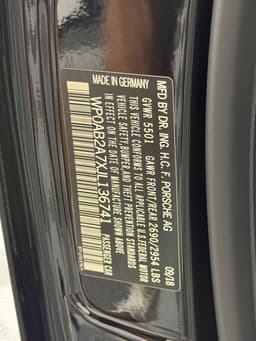 MFD BY DR. ING. H.C. F. PORSCHE AG 09/18
GVWR 5501 GAWR FRONT/REAR 2690/2954 LBS
THIS VEHICLE CONFORMS TO ALL APPLICABLE U.S. FEDERAL MOTOR
VEHICLE SAFETY, BUMPER AND THEFT PREVENTION STANDARDS
IN EFFECT ON THE DATE OF MANUFACTURE SHOWN ABOVE.
WP0AB2A7XJL136741 PASSENGER CAR
MADE IN GERMANY